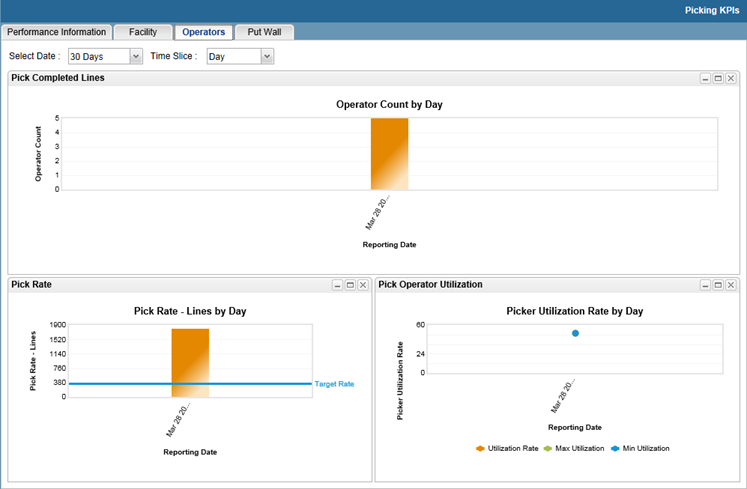 Picking KPIs
Performance Information Facility Operators Put Wall
Select Date : 30 Days Time Slice : Day
Pick Completed Lines
Operator Count by Day
Operator Count
5
4
3
2
1
0
Mar 28 20...
Reporting Date
Pick Rate
Pick Rate - Lines by Day
Pick Rate - Lines
1900
1520
1140
760
380
0
Target Rate
Mar 28 20...
Reporting Date
Pick Operator Utilization
Picker Utilization Rate by Day
Picker Utilization Rate
60
24
0
Mar 28 20...
Reporting Date
Utilization Rate Max Utilization Min Utilization